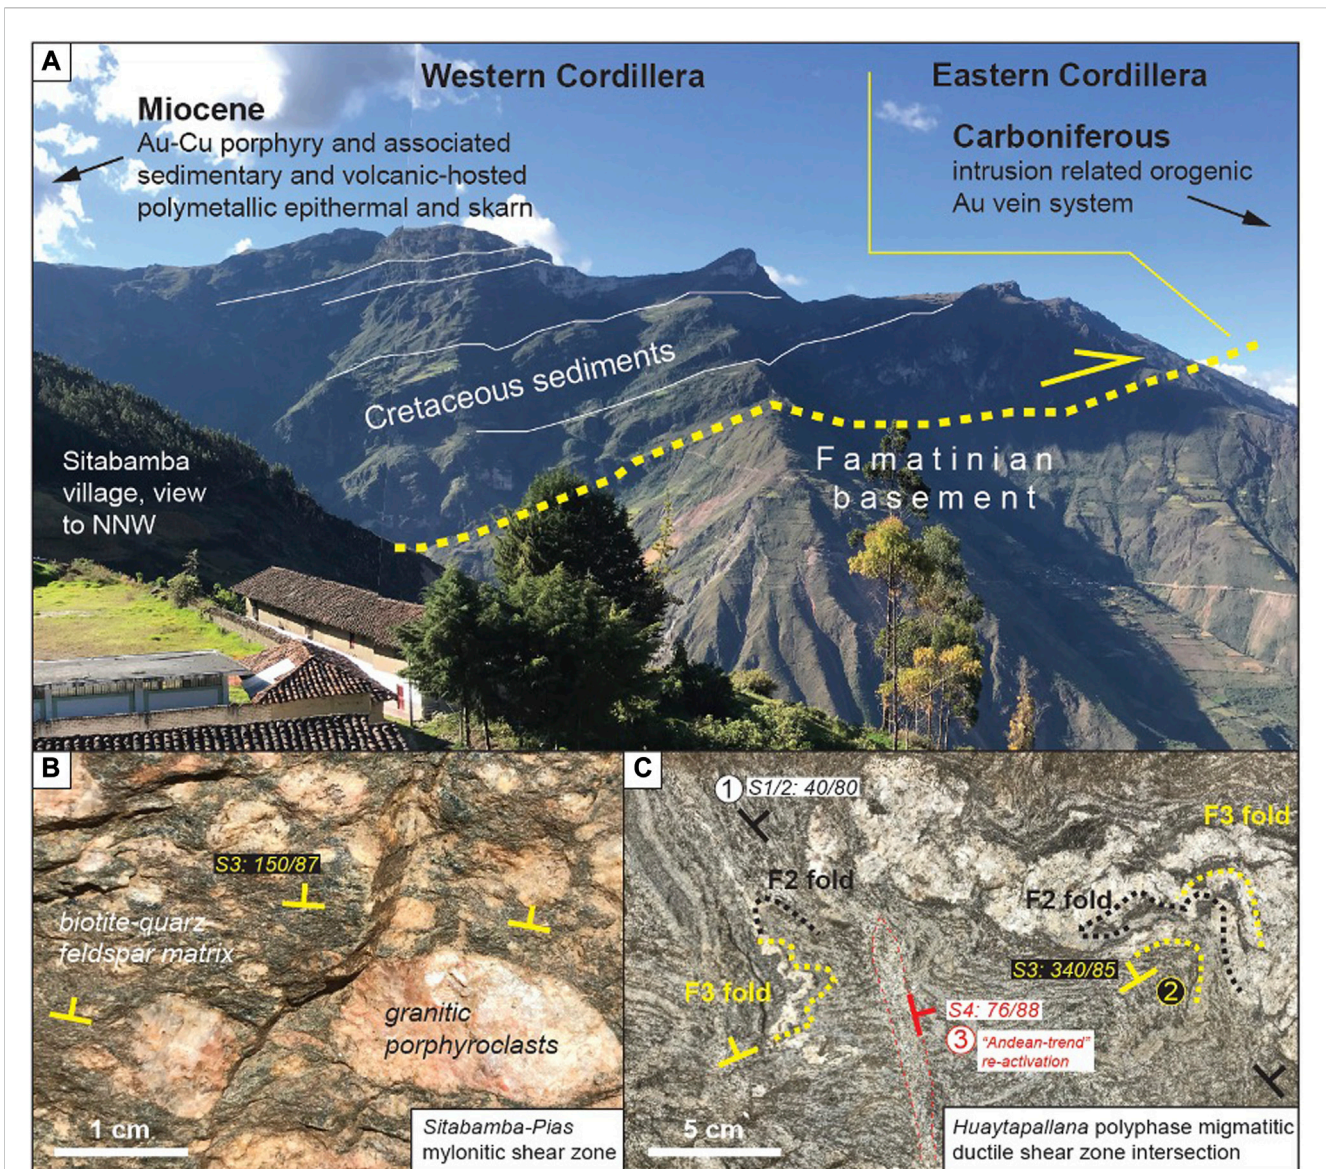 A
Western Cordillera
Eastern Cordillera
Miocene
Au-Cu porphyry and associated
sedimentary and volcanic-hosted
polymetallic epithermal and skarn
Carboniferous
intrusion related orogenic
Au vein system
Cretaceous sediments
Famatinian
basement
Sitabamba
village, view
to NNW
B
S3: 150/87
biotite-quarz-
feldspar matrix
granitic
porphyroclasts
1 cm
Sitabamba-Pias
mylonitic shear zone
C
1
S1/2: 40/80
F3 fold
F2 fold
F2 fold
S3: 340/85
2
F3 fold
S4: 76/88
3
"Andean-trend"
re-activation
5 cm
Huaytapallana polyphase migmatitic
ductile shear zone intersection